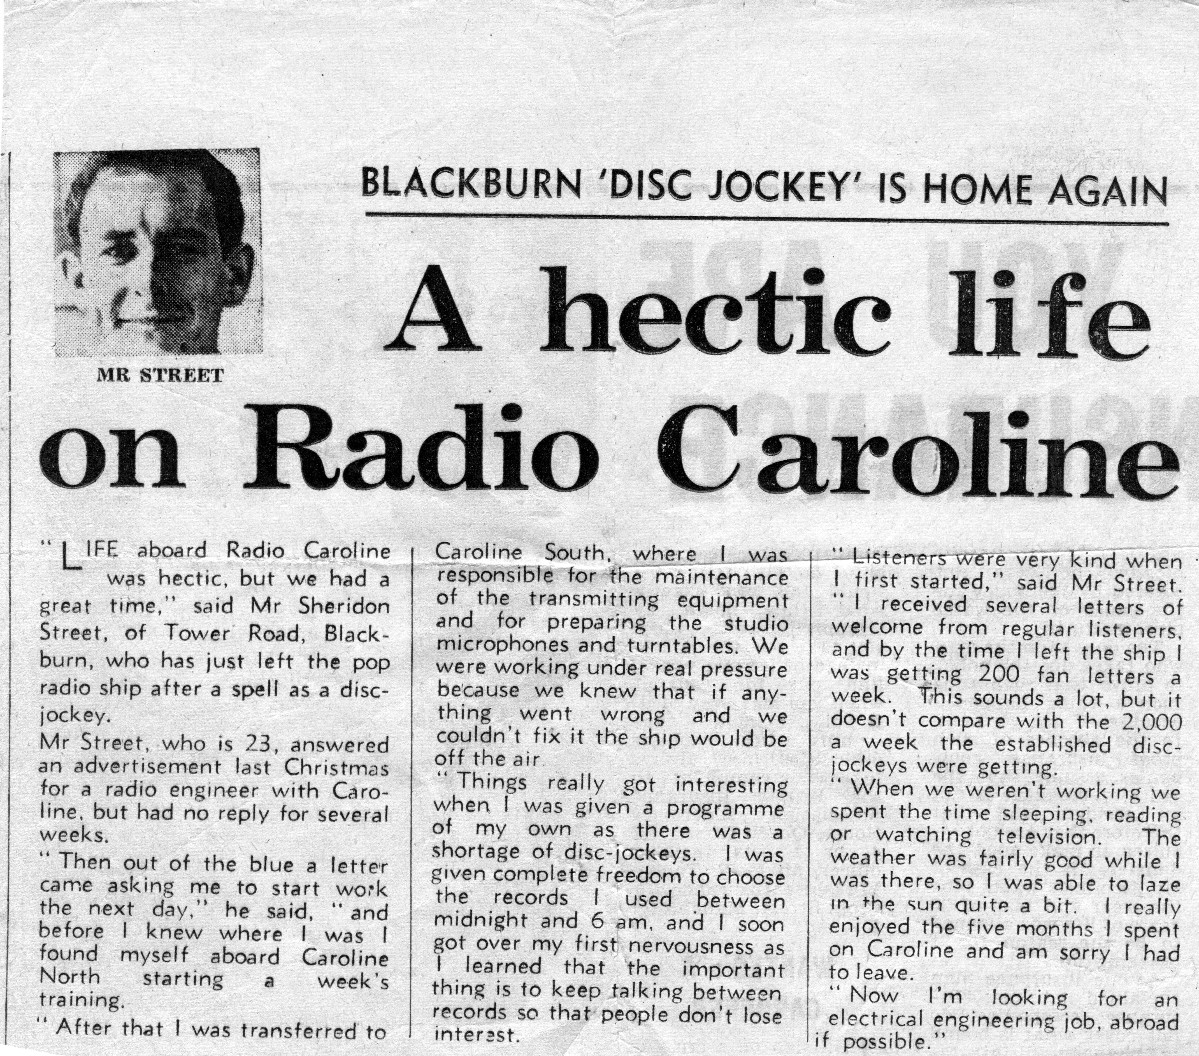 BLACKBURN 'DISC JOCKEY' IS HOME AGAIN
MR STREET
A hectic life
on Radio Caroline
"LIFE aboard Radio Caroline
was hectic, but we had a
great time," said Mr Sheridon
Street, of Tower Road, Black-
burn, who has just left the pop
radio ship after a spell as a disc-
jockey.
Mr Street, who is 23, answered
an advertisement last Christmas
for a radio engineer with Caro-
line, but had no reply for several
weeks.
"Then out of the blue a letter
came asking me to start work
the next day," he said, "and
before I knew where I was I
found myself aboard Caroline
North starting a week's
training.
"After that I was transferred to
Caroline South, where I was
responsible for the maintenance
of the transmitting equipment
and for preparing the studio
microphones and turntables. We
were working under real pressure
because we knew that if any-
thing went wrong and we
couldn't fix it the ship would be
off the air
"Things really got interesting
when I was given a programme
of my own as there was a
shortage of disc-jockeys. I was
given complete freedom to choose
the records I used between
midnight and 6 am, and I soon
got over my first nervousness as
I learned that the important
thing is to keep talking between
records so that people don't lose
interest.
"Listeners were very kind when
I first started," said Mr Street.
"I received several letters of
welcome from regular listeners,
and by the time I left the ship I
was getting 200 fan letters a
week. This sounds a lot, but it
doesn't compare with the 2,000
a week the established disc-
jockeys were getting.
"When we weren't working we
spent the time sleeping, reading
or watching television. The
weather was fairly good while I
was there, so I was able to laze
in the sun quite a bit. I really
enjoyed the five months I spent
on Caroline and am sorry I had
to leave.
"Now I'm looking for an
electrical engineering job, abroad
if possible."